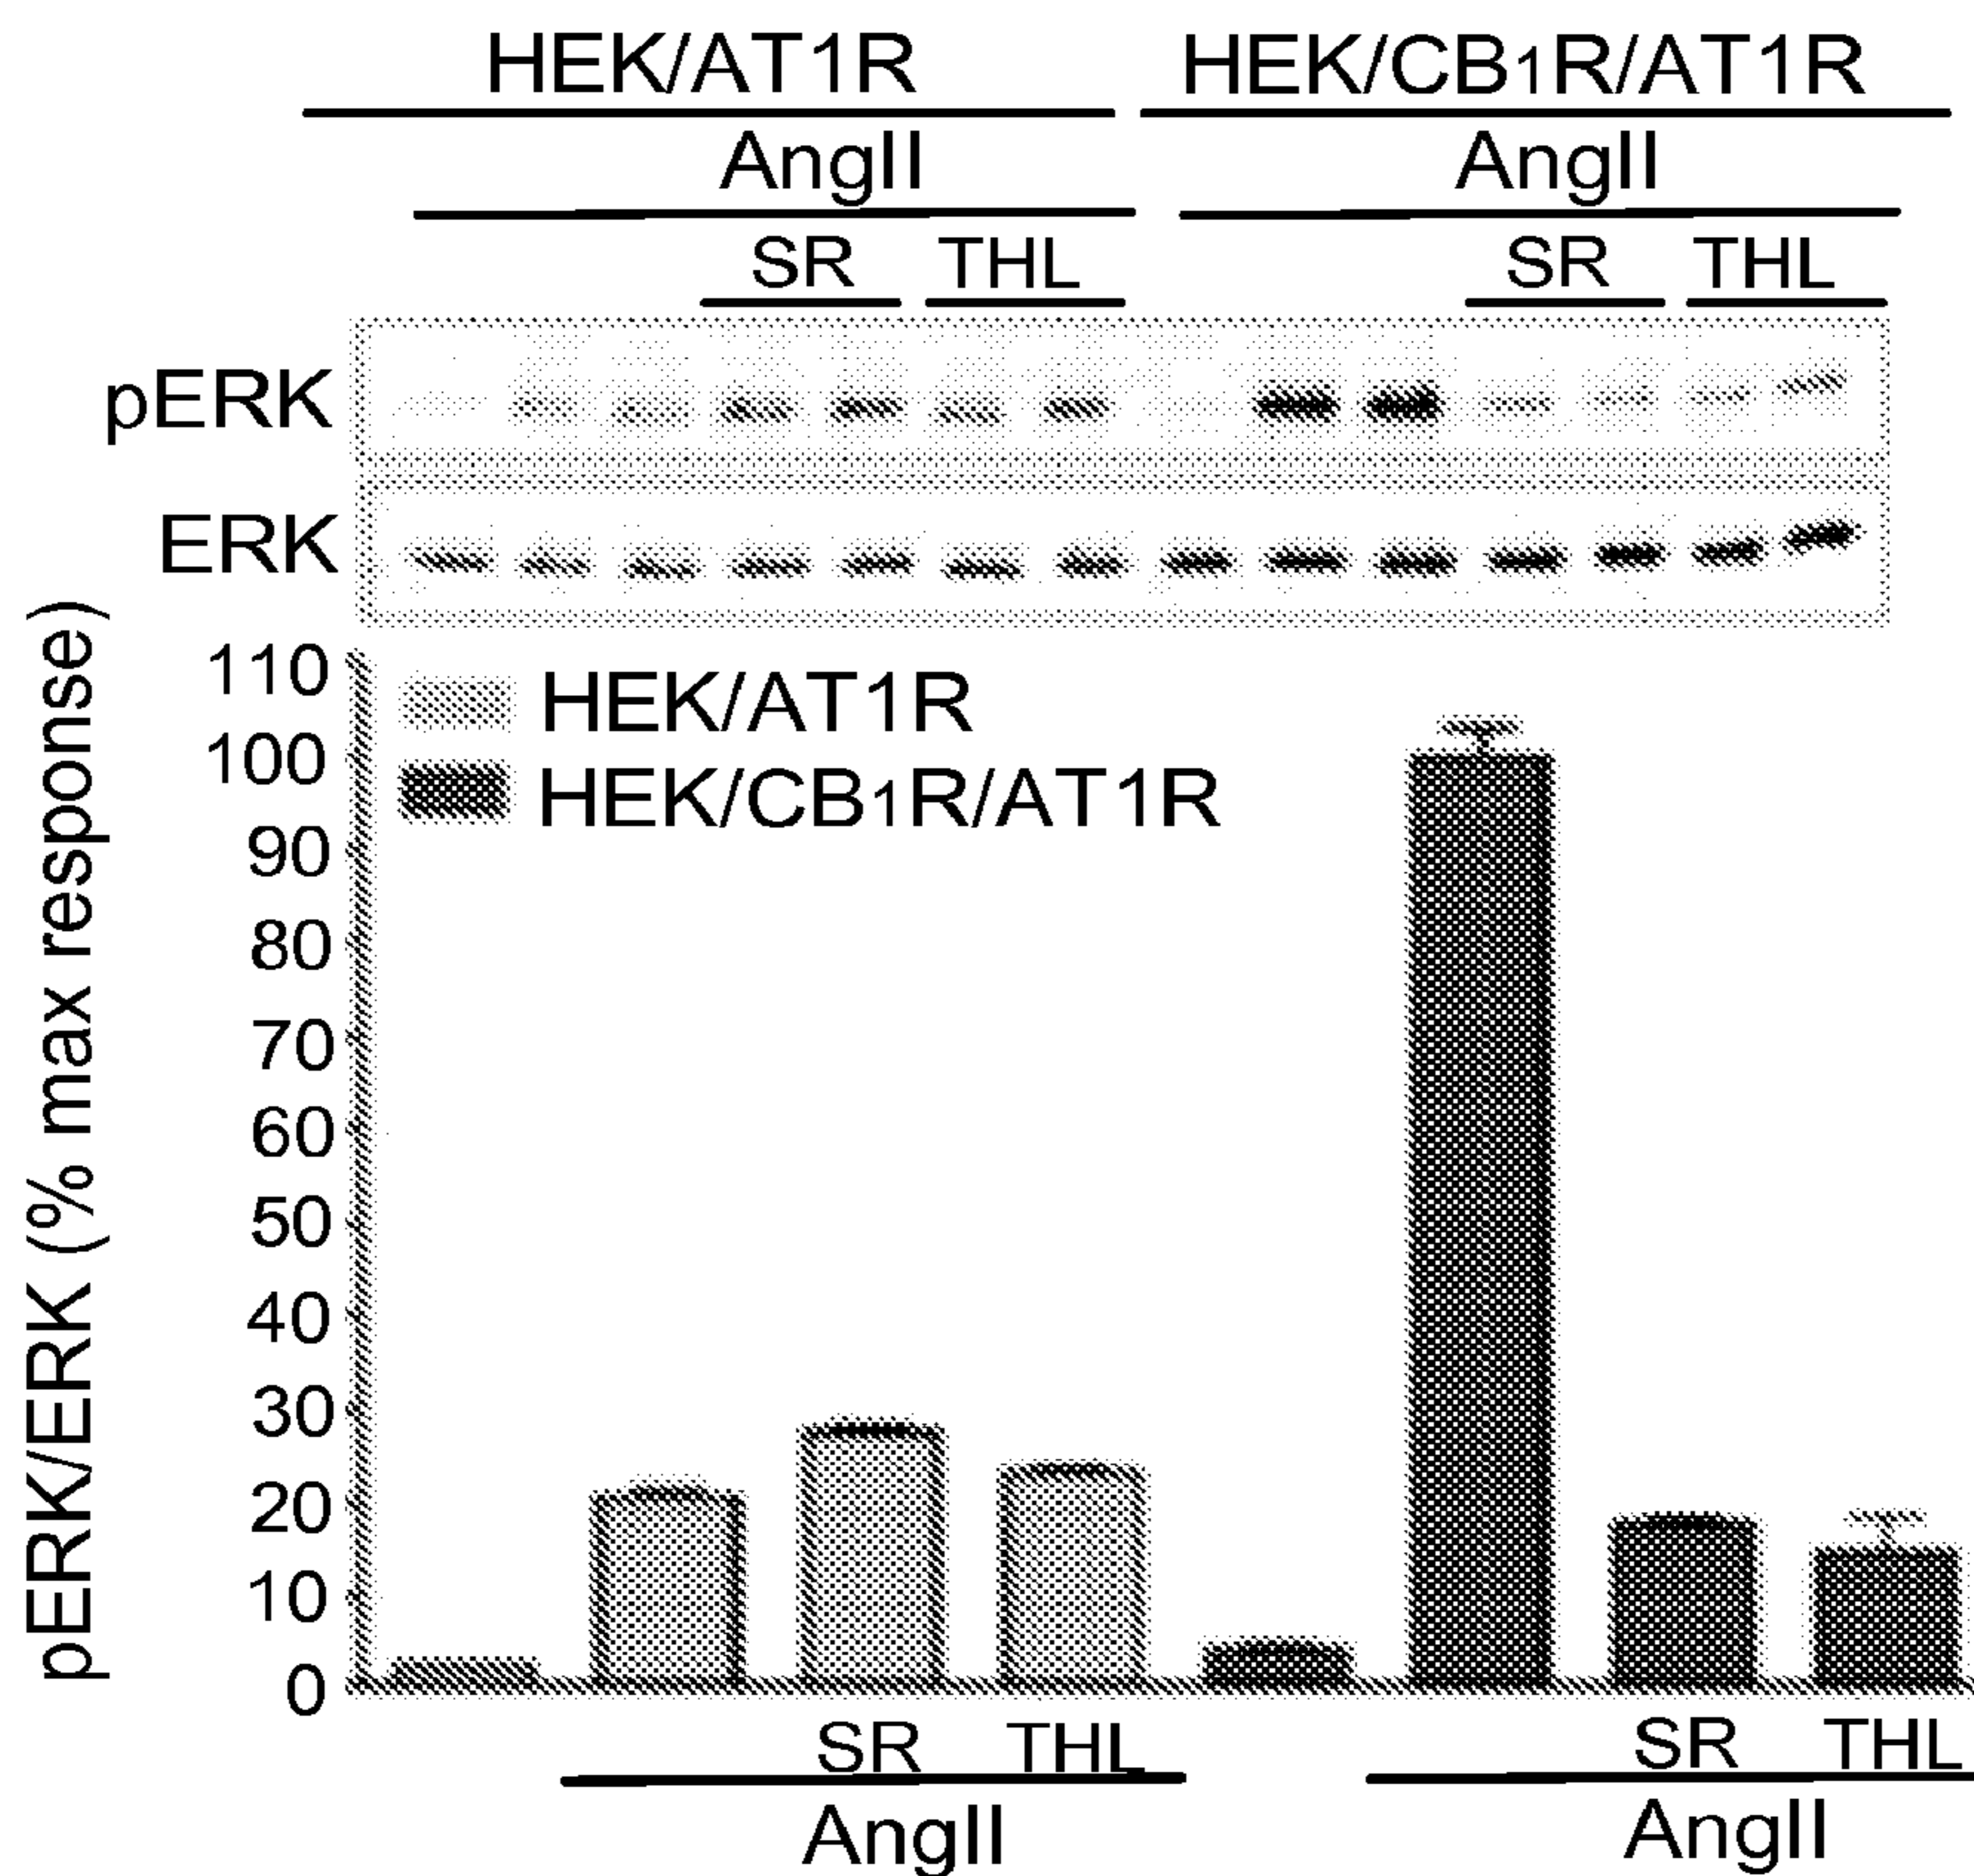 HEK/AT1R HEK/CB1R/AT1R
AngII AngII
SR THL SR THL
pERK
ERK
pERK/ERK (% max response)
110
100
90
80
70
60
50
40
30
20
10
0
HEK/AT1R
HEK/CB1R/AT1R
SR THL SR THL
AngII AngII